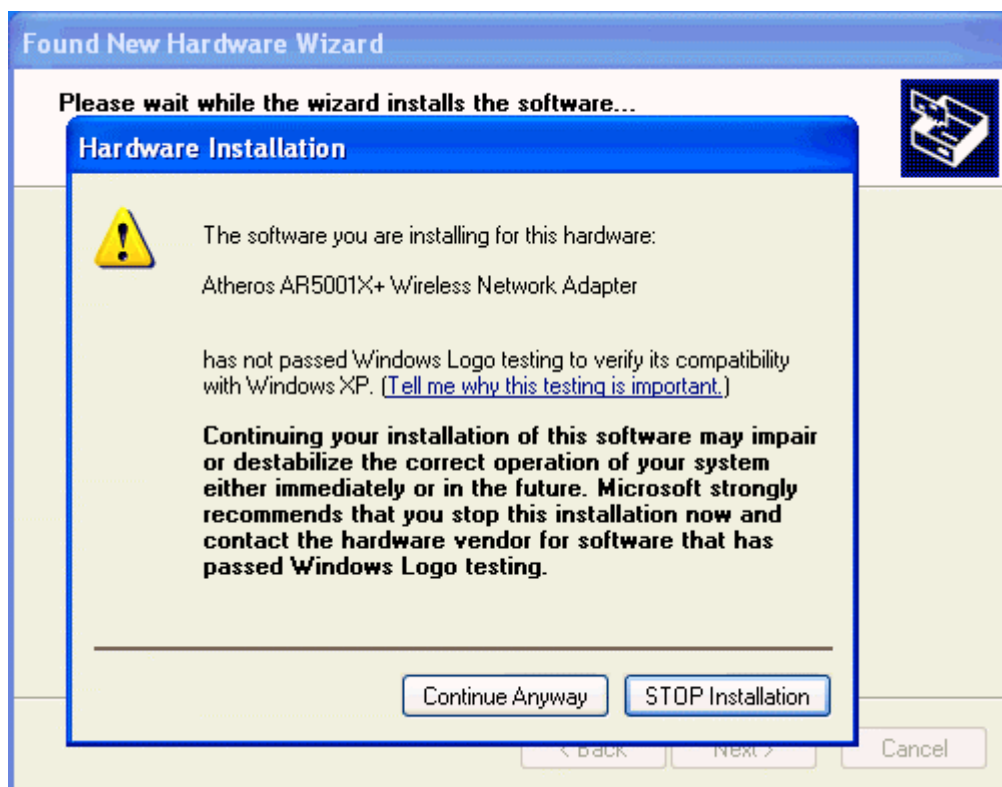 Found New Hardware Wizard
Please wait while the wizard installs the software...
Hardware Installation
The software you are installing for this hardware:
Atheros AR5001X+ Wireless Network Adapter
has not passed Windows Logo testing to verify its compatibility
with Windows XP. (Tell me why this testing is important.)
Continuing your installation of this software may impair
or destabilize the correct operation of your system
either immediately or in the future. Microsoft strongly
recommends that you stop this installation now and
contact the hardware vendor for software that has
passed Windows Logo testing.
Continue Anyway STOP Installation
< Back Next > Cancel